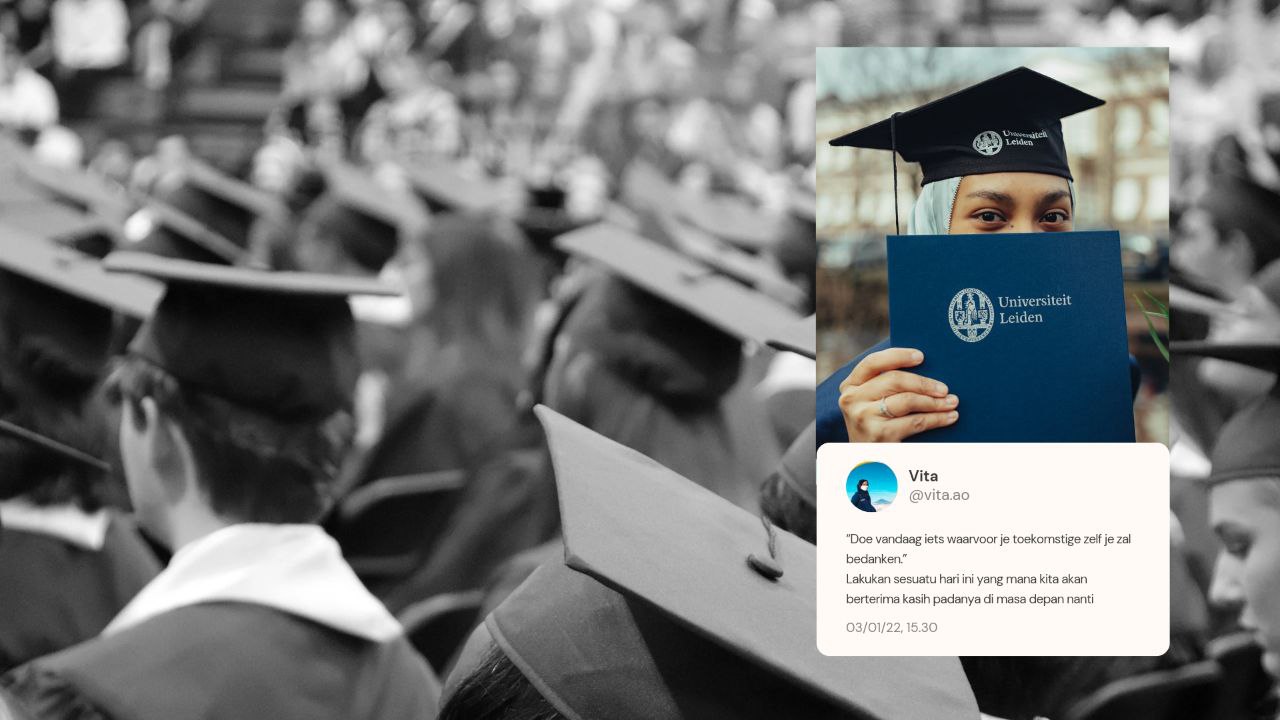 Universiteit
Leiden
Universiteit
Leiden
Vita
@vita.ao
“Doe vandaag iets waarvoor je toekomstige zelf je zal
bedanken.”
Lakukan sesuatu hari ini yang mana kita akan
berterima kasih padanya di masa depan nanti
03/01/22, 15.30